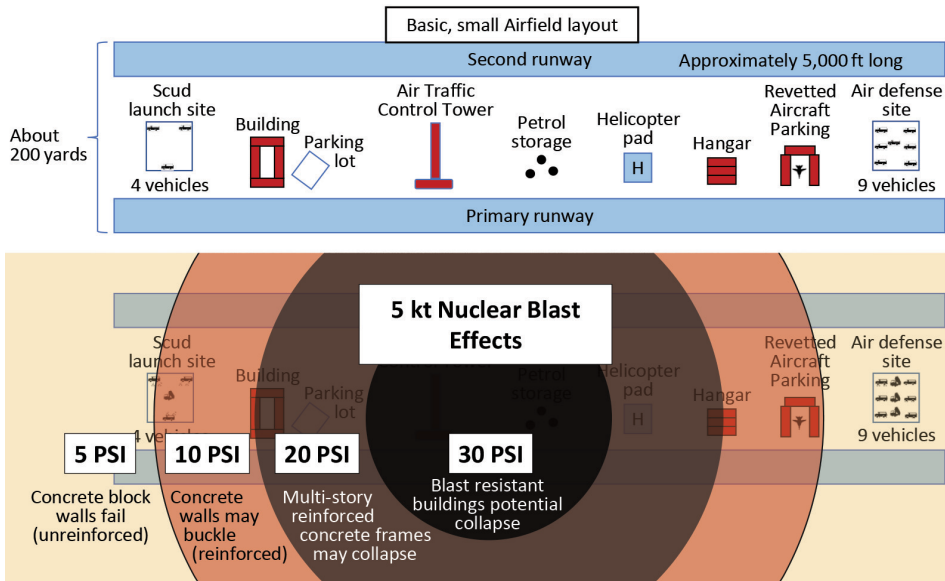 Basic, small Airfield layout
Second runway
Approximately 5,000 ft long
About
200 yards
Scud
launch site
4 vehicles
Building
Parking
lot
Air Traffic
Control Tower
Petrol
storage
Helicopter
pad
H
Hangar
Revetted
Aircraft
Parking
Air defense
site
9 vehicles
Primary runway
5 kt Nuclear Blast
Effects
Scud
launch site
4 vehicles
Building
Parking
lot
Control Tower
Petrol
storage
Helicopter
pad
H
Hangar
Revetted
Aircraft
Parking
Air defense
site
9 vehicles
5 PSI
Concrete block
walls fail
(unreinforced)
10 PSI
Concrete
walls may
buckle
(reinforced)
20 PSI
Multi-story
reinforced
concrete frames
may collapse
30 PSI
Blast resistant
buildings potential
collapse